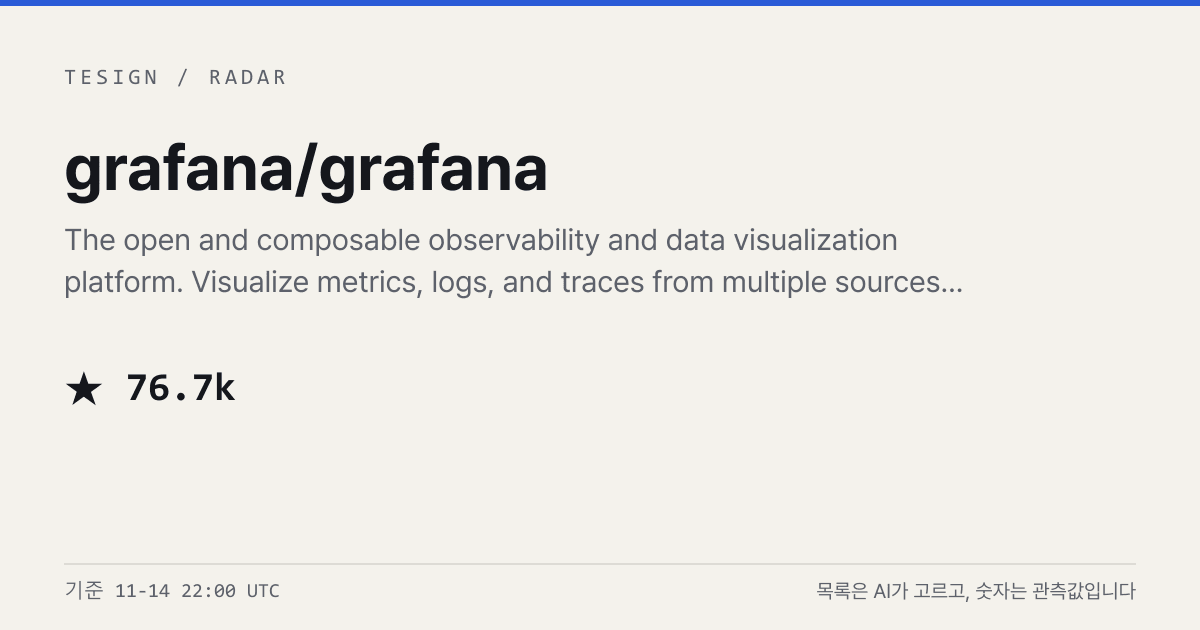 TESIGN / RADAR
grafana/grafana
The open and composable observability and data visualization
platform. Visualize metrics, logs, and traces from multiple sources…
★ 76.7k
기준 11-14 22:00 UTC
목록은 AI가 고르고, 숫자는 관측값입니다